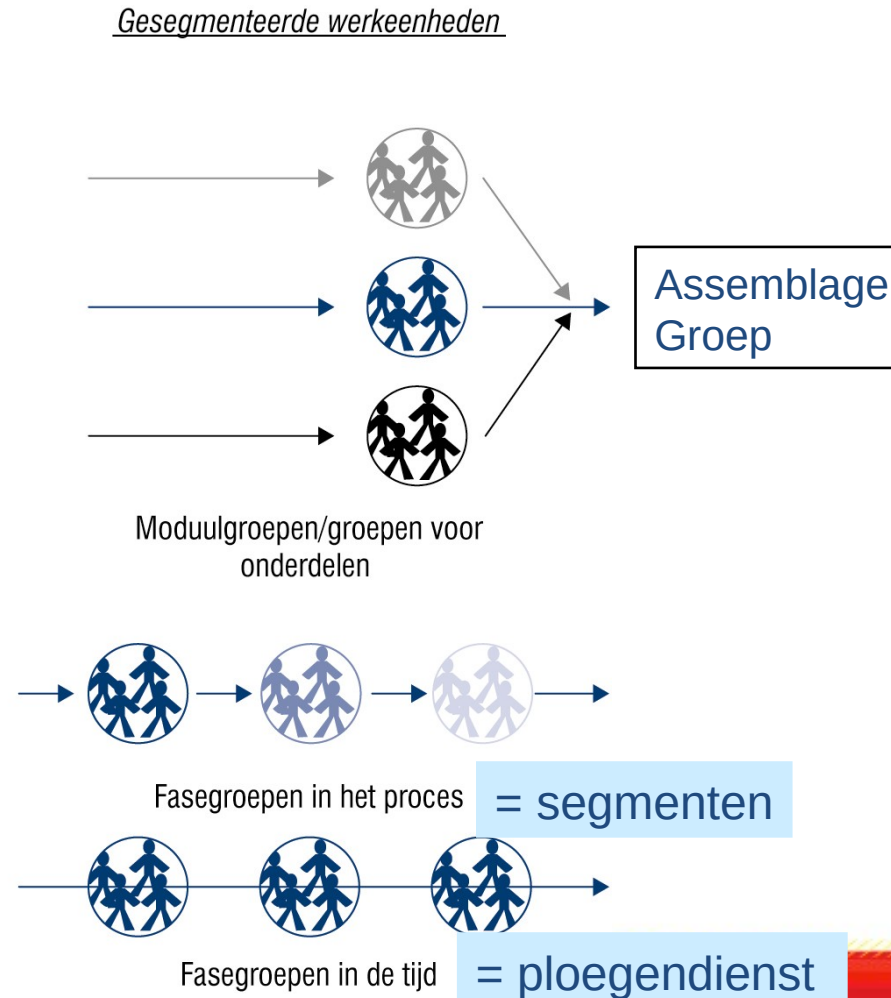 Gesegmenteerde werkeenheden
Assemblage
Groep
Moduulgroepen/groepen voor
onderdelen
Fasegroepen in het proces = segmenten
Fasegroepen in de tijd = ploegendienst